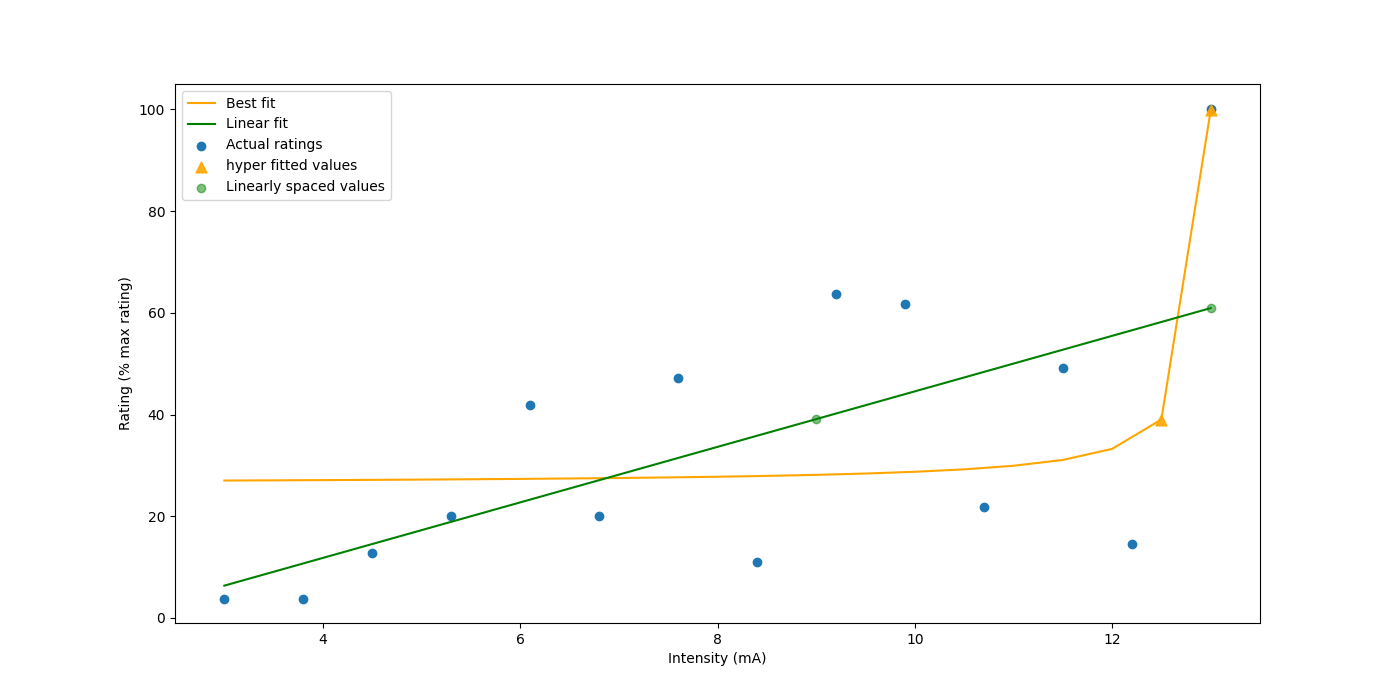 Best fit
Linear fit
Actual ratings
hyper fitted values
Linearly spaced values
100
80
60
40
20
0
Rating (% max rating)
4 6 8 10 12
Intensity (mA)